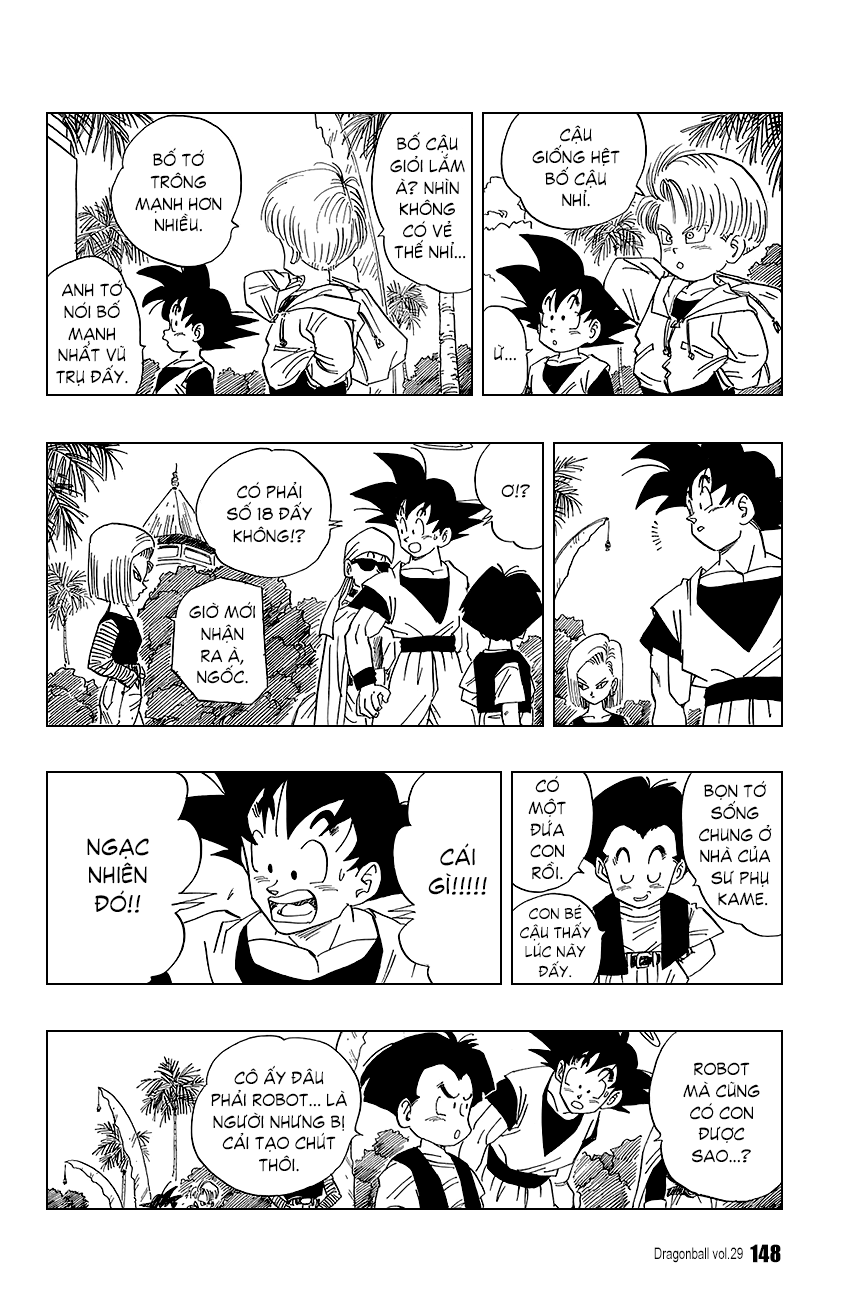 CẬU
GIỐNG HỆT
BỐ CẬU
NHỈ.
Ừ...
BỐ CẬU
GIỎI LẮM
À? NHÌN
KHÔNG
CÓ VẺ
THẾ NHỈ...
BỐ TỚ
TRÔNG
MẠNH HƠN
NHIỀU.
ANH TỚ
NÓI BỐ
MẠNH
NHẤT VŨ
TRỤ ĐẤY.
Ơ!?
CÓ PHẢI
SỐ 18 ĐẤY
KHÔNG!?
GIỜ MỚI
NHẬN
RA À,
NGỐC.
BỌN TỚ
SỐNG
CHUNG Ở
NHÀ CỦA
SƯ PHỤ
KAME.
CÓ
MỘT
ĐỨA
CON
RỒI.
CON BÉ
CẬU THẤY
LÚC NÃY
ĐẤY.
CÁI
GÌ!!!!!
NGẠC
NHIÊN
ĐÓ!!
ROBOT
MÀ CŨNG
CÓ CON
ĐƯỢC
SAO...?
CÔ ẤY ĐÂU
PHẢI ROBOT... LÀ
NGƯỜI NHƯNG BỊ
CẢI TẠO CHÚT
THÔI.
Dragonball vol.29 148